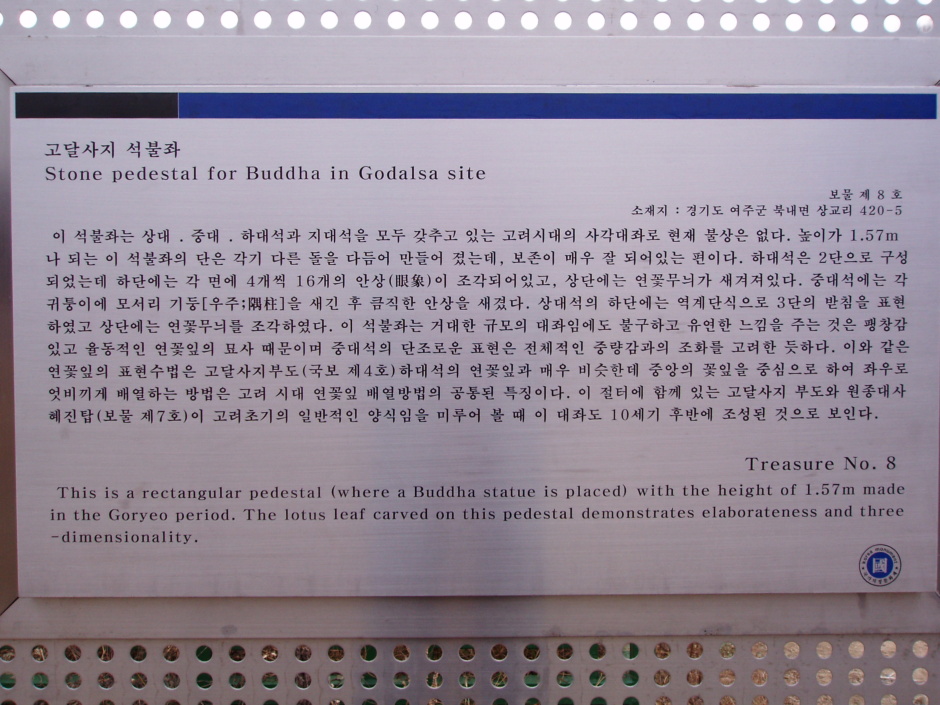 고달사지 석불좌
Stone pedestal for Buddha in Godalsa site
보물 제 8 호
소재지 : 경기도 여주군 북내면 상교리 420-5
이 석불좌는 상대 . 중대 . 하대석과 지대석을 모두 갖추고 있는 고려시대의 사각대좌로 현재 불상은 없다. 높이가 1.57m
나 되는 이 석불좌의 단은 각기 다른 돌을 다듬어 만들어 졌는데, 보존이 매우 잘 되어있는 편이다. 하대석은 2단으로 구성
되었는데 하단에는 각 면에 4개씩 16개의 안상(眼象)이 조각되어있고, 상단에는 연꽃무늬가 새겨져있다. 중대석에는 각
귀퉁이에 모서리 기둥[우주;隅柱]을 새긴 후 큼직한 안상을 새겼다. 상대석의 하단에는 역계단식으로 3단의 받침을 표현
하였고 상단에는 연꽃무늬를 조각하였다. 이 석불좌는 거대한 규모의 대좌임에도 불구하고 유연한 느낌을 주는 것은 팽창감
있고 율동적인 연꽃잎의 묘사 때문이며 중대석의 단조로운 표현은 전체적인 중량감과의 조화를 고려한 듯하다. 이와 같은
연꽃잎의 표현수법은 고달사지부도(국보 제4호)하대석의 연꽃잎과 매우 비슷한데 중앙의 꽃잎을 중심으로 하여 좌우로
엇비끼게 배열하는 방법은 고려 시대 연꽃잎 배열방법의 공통된 특징이다. 이 절터에 함께 있는 고달사지 부도와 원종대사
혜진탑(보물 제7호)이 고려초기의 일반적인 양식임을 미루어 볼 때 이 대좌도 10세기 후반에 조성된 것으로 보인다.
Treasure No. 8
This is a rectangular pedestal (where a Buddha statue is placed) with the height of 1.57m made
in the Goryeo period. The lotus leaf carved on this pedestal demonstrates elaborateness and three
-dimensionality.
國